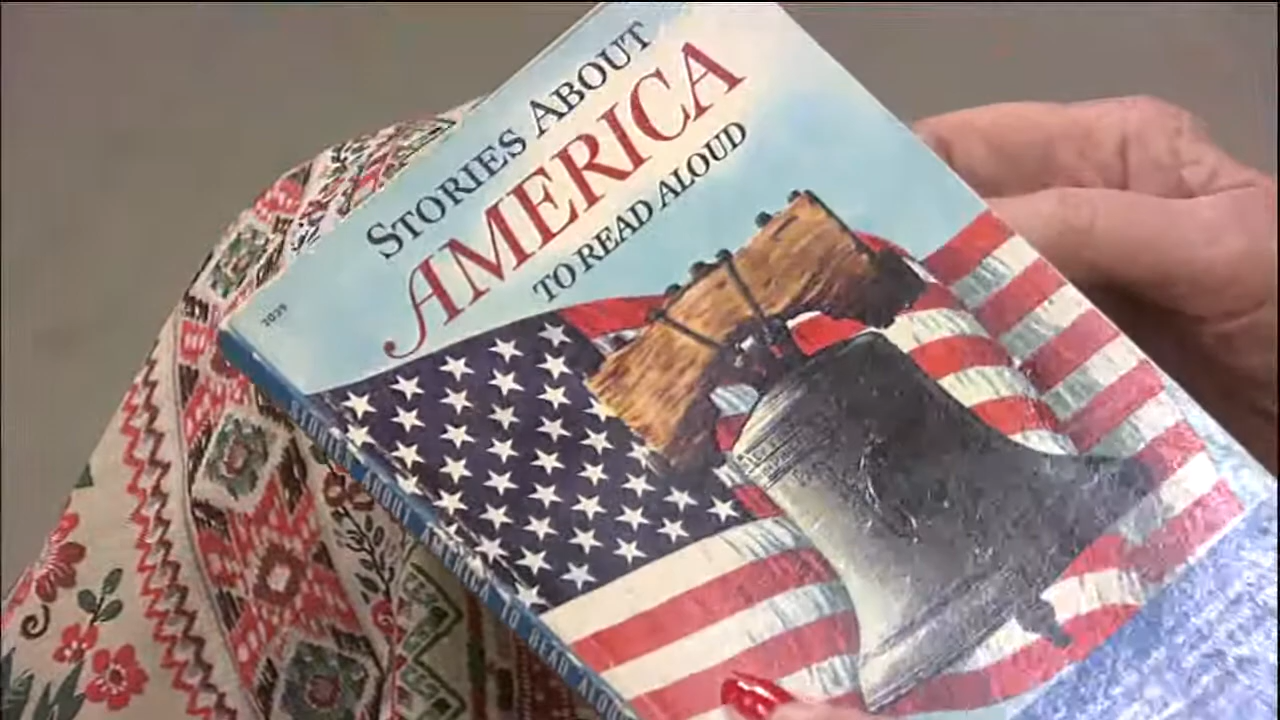 STORIES ABOUT
AMERICA
TO READ ALOUD
2039
STORIES ABOUT AMERICA TO READ ALOUD